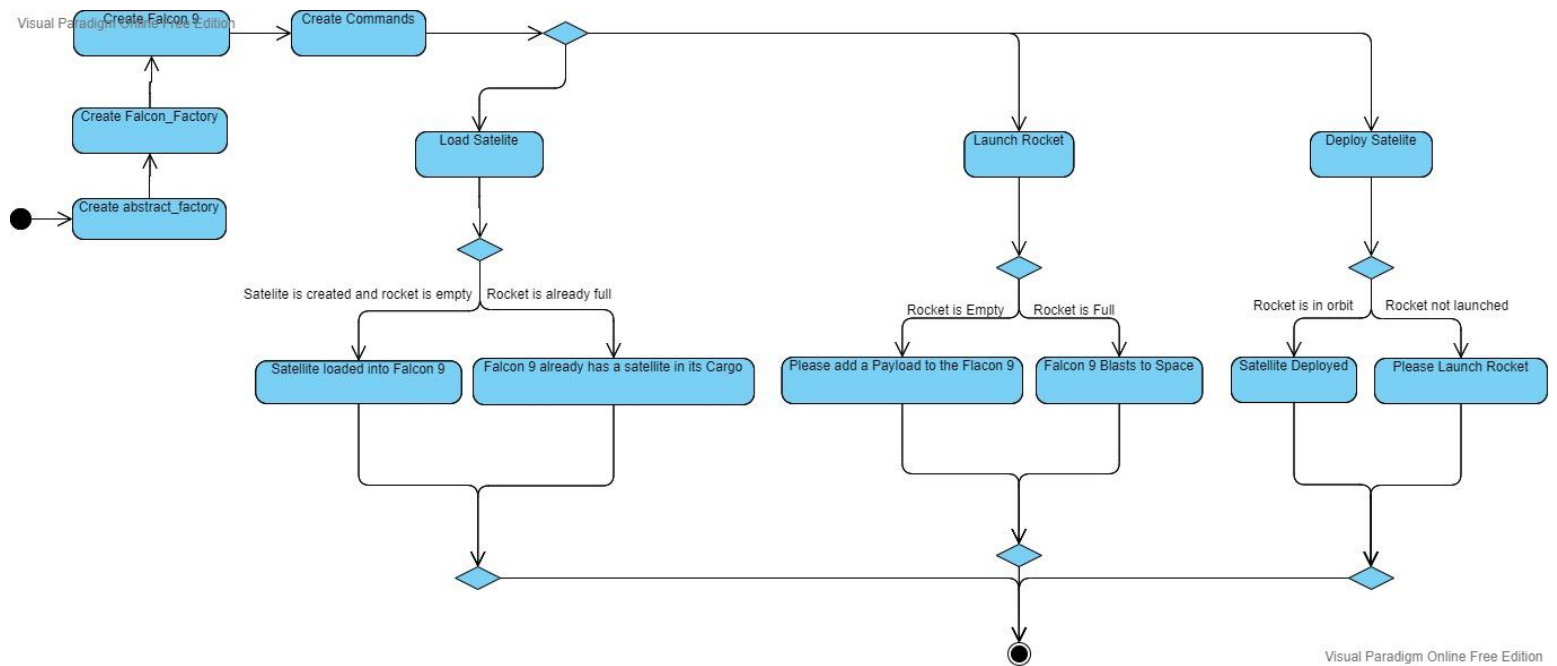 Visual Paradigm Online Free Edition
Create Falcon 9
Create Commands
Create Falcon_Factory
Create abstract_factory
Load Satelite
Launch Rocket
Deploy Satelite
Satelite is created and rocket is empty
Rocket is already full
Rocket is Empty
Rocket is Full
Rocket is in orbit
Rocket not launched
Satellite loaded into Falcon 9
Falcon 9 already has a satellite in its Cargo
Please add a Payload to the Flacon 9
Falcon 9 Blasts to Space
Satellite Deployed
Please Launch Rocket
Visual Paradigm Online Free Edition